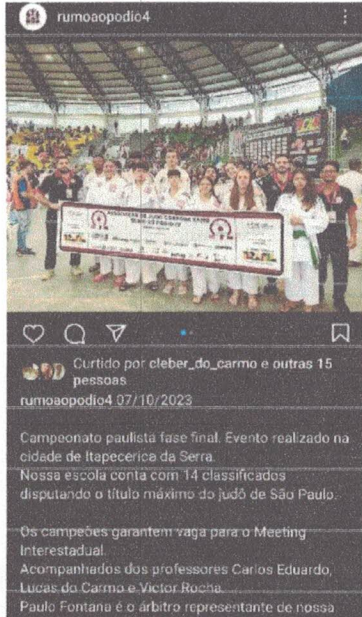 rumoaopodio4
ASSOCIAÇÃO DE JUDÔ
Curtido por cleber_do_carmo e outras 15
pessoas
rumoaopodio4 07/10/2023
Campeonato paulista fase final. Evento realizado na
cidade de Itapecerica da Serra.
Nossa escola conta com 14 classificados
disputando o título máximo do judô de São Paulo.
Os campeões garantem vaga para o Meeting
Interestadual.
Acompanhados dos professores Carlos Eduardo,
Lucas do Carmo e Victor Rocha.
Paulo Fontana é o árbitro representante de nossa